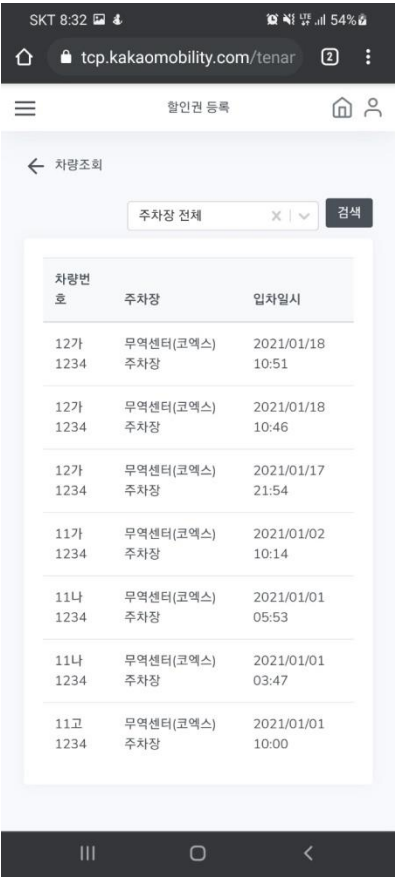 SKT 8:32 54%
tcp.kakaomobility.com/tenar 2
할인권 등록
차량조회
주차장 전체 검색
차량번
호 주차장 입차일시
12가 무역센터(코엑스) 2021/01/18
1234 주차장 10:51
12가 무역센터(코엑스) 2021/01/18
1234 주차장 10:46
12가 무역센터(코엑스) 2021/01/17
1234 주차장 21:54
11가 무역센터(코엑스) 2021/01/02
1234 주차장 10:14
11나 무역센터(코엑스) 2021/01/01
1234 주차장 05:53
11나 무역센터(코엑스) 2021/01/01
1234 주차장 03:47
11고 무역센터(코엑스) 2021/01/01
1234 주차장 10:00